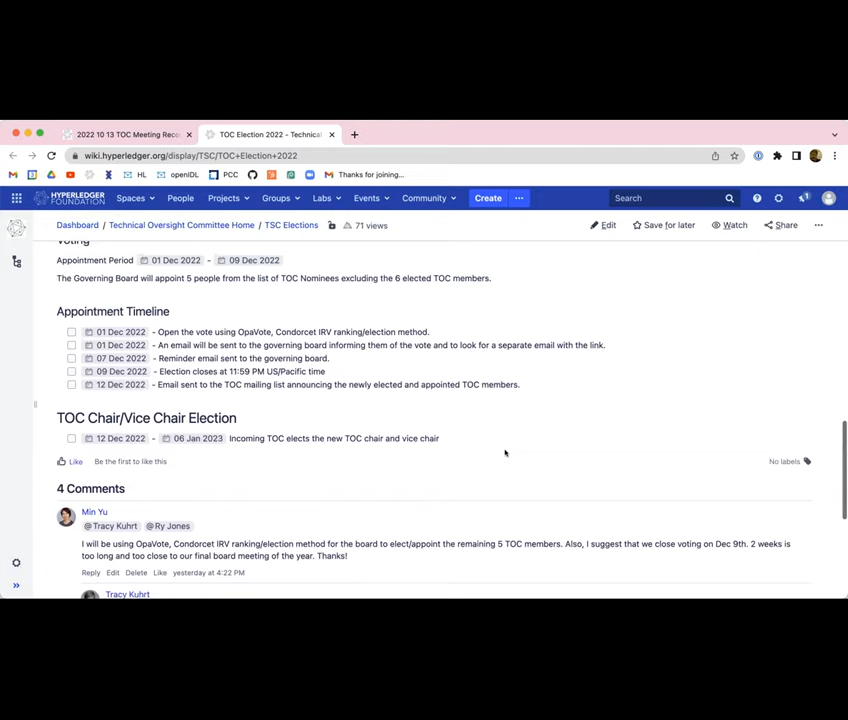 2022 10 13 TOC Meeting Reco
TOC Election 2022 - Technical
wiki.hyperledger.org/display/TSC/TOC+Election+2022
HL
openIDL
PCC
HL
Thanks for joining...
HYPERLEDGER
FOUNDATION
Spaces
People
Projects
Groups
Labs
Events
Community
Create
Search
Dashboard / Technical Oversight Committee Home / TSC Elections
71 views
Edit
Save for later
Watch
Share
Voting
Appointment Period 01 Dec 2022 - 09 Dec 2022
The Governing Board will appoint 5 people from the list of TOC Nominees excluding the 6 elected TOC members.
Appointment Timeline
01 Dec 2022 - Open the vote using OpaVote, Condorcet IRV ranking/election method.
01 Dec 2022 - An email will be sent to the governing board informing them of the vote and to look for a separate email with the link.
07 Dec 2022 - Reminder email sent to the governing board.
09 Dec 2022 - Election closes at 11:59 PM US/Pacific time
12 Dec 2022 - Email sent to the TOC mailing list announcing the newly elected and appointed TOC members.
TOC Chair/Vice Chair Election
12 Dec 2022 - 06 Jan 2023 Incoming TOC elects the new TOC chair and vice chair
Like Be the first to like this
No labels
4 Comments
Min Yu
@Tracy Kuhrt @Ry Jones
I will be using OpaVote, Condorcet IRV ranking/election method for the board to elect/appoint the remaining 5 TOC members. Also, I suggest that we close voting on Dec 9th. 2 weeks is
too long and too close to our final board meeting of the year. Thanks!
Reply Edit Delete Like yesterday at 4:22 PM
Tracy Kuhrt